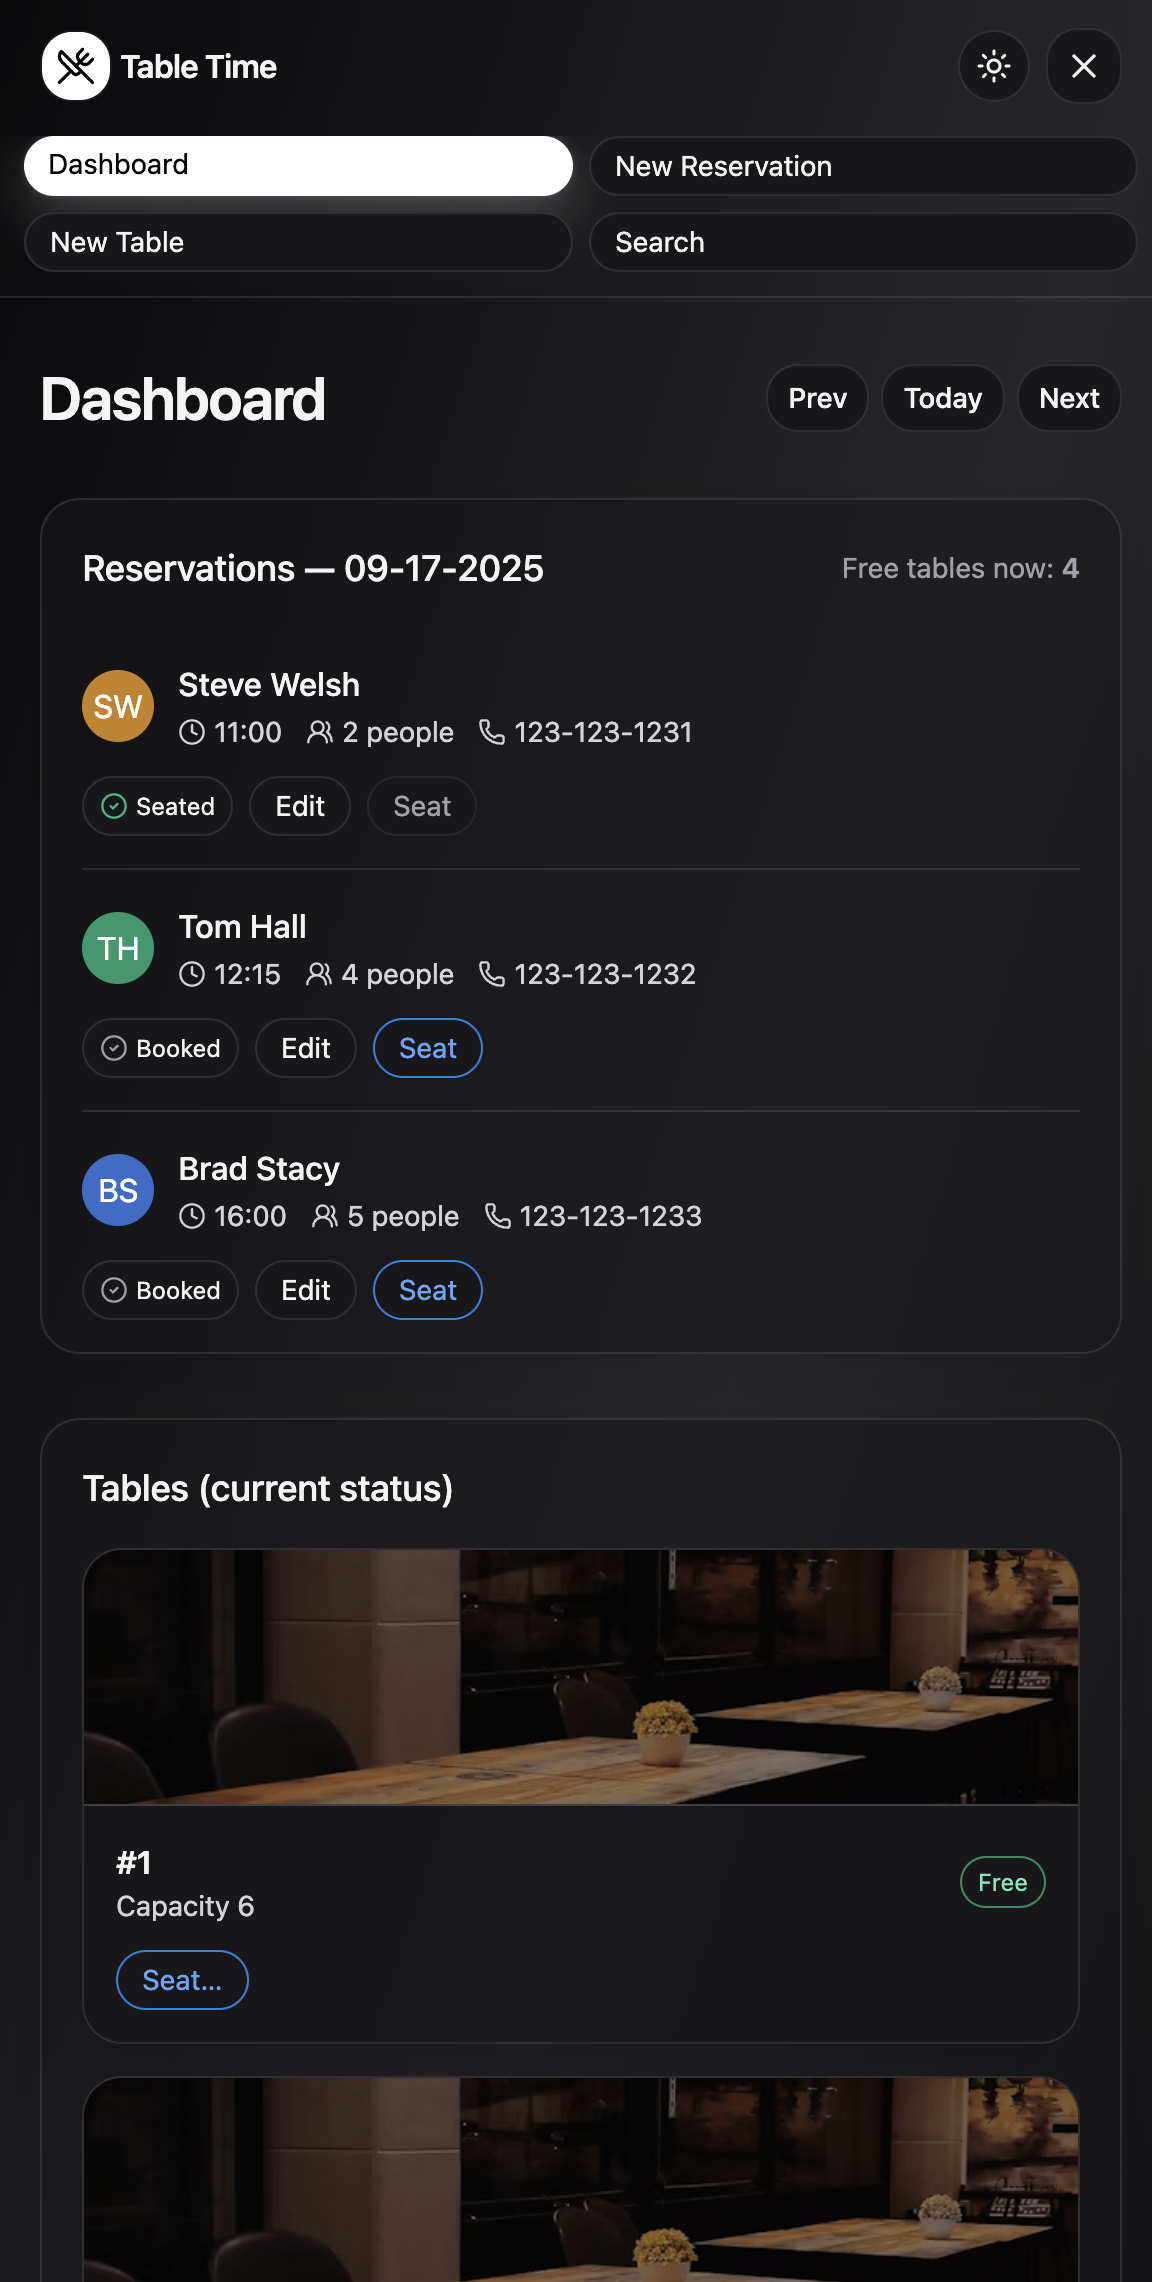 Table Time
Dashboard
New Reservation
New Table
Search
Dashboard
Prev
Today
Next
Reservations — 09-17-2025
Free tables now: 4
SW
Steve Welsh
11:00 2 people 123-123-1231
Seated
Edit
Seat
TH
Tom Hall
12:15 4 people 123-123-1232
Booked
Edit
Seat
BS
Brad Stacy
16:00 5 people 123-123-1233
Booked
Edit
Seat
Tables (current status)
#1
Capacity 6
Free
Seat...